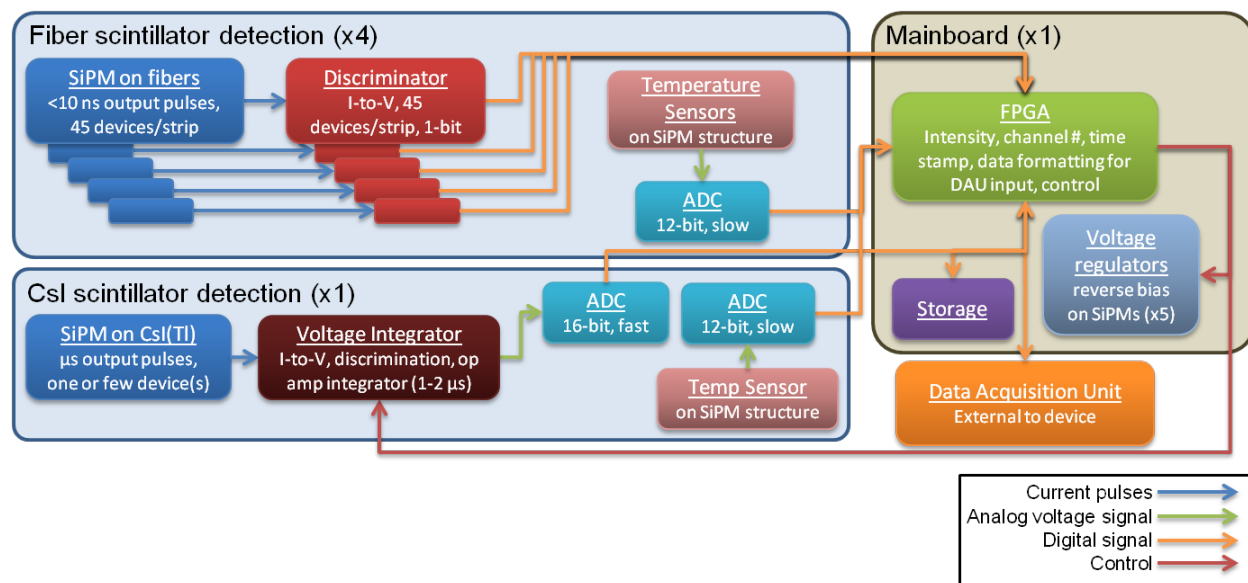 Fiber scintillator detection (x4)
SiPM on fibers
<10 ns output pulses,
45 devices/strip
Discriminator
I-to-V, 45
devices/strip, 1-bit
Temperature
Sensors
on SiPM structure
ADC
12-bit, slow
Mainboard (x1)
FPGA
Intensity, channel #, time
stamp, data formatting for
DAU input, control
Voltage
regulators
reverse bias
on SiPMs (x5)
Storage
CsI scintillator detection (x1)
SiPM on CsI(Tl)
µs output pulses,
one or few device(s)
Voltage Integrator
I-to-V, discrimination, op
amp integrator (1-2 µs)
ADC
16-bit, fast
ADC
12-bit, slow
Temp Sensor
on SiPM structure
Data Acquisition Unit
External to device
Current pulses
Analog voltage signal
Digital signal
Control